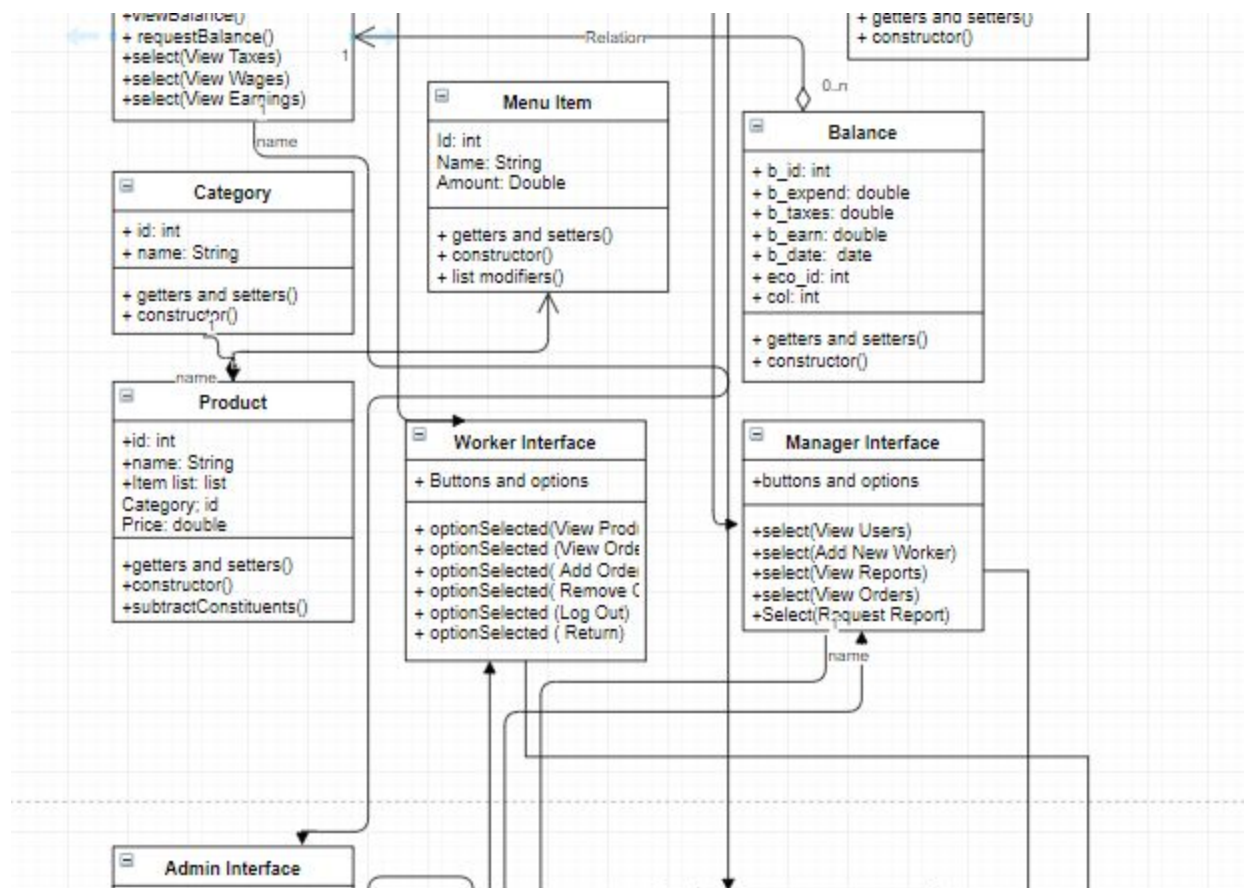 +viewBalance()
+ requestBalance()
+select(View Taxes)
+select(View Wages)
+select(View Earnings)
1
1
name
Relation
+ getters and setters()
+ constructor()
0..n
Menu Item
Id: int
Name: String
Amount: Double
+ getters and setters()
+ constructor()
+ list modifiers()
Balance
+ b_id: int
+ b_expend: double
+ b_taxes: double
+ b_earn: double
+ b_date:  date
+ eco_id: int
+ col: int
+ getters and setters()
+ constructor()
Category
+ id: int
+ name: String
+ getters and setters()
+ constructor()
1
name
Product
+id: int
+name: String
+Item list: list
Category; id
Price: double
+getters and setters()
+constructor()
+subtractConstituents()
Worker Interface
+ Buttons and options
+ optionSelected(View Prod
+ optionSelected (View Orde
+ optionSelected( Add Orde
+ optionSelected( Remove
+ optionSelected (Log Out)
+ optionSelected ( Return)
Manager Interface
+buttons and options
+select(View Users)
+select(Add New Worker)
+select(View Reports)
+select(View Orders)
+Select(Request Report)
1
name
Admin Interface